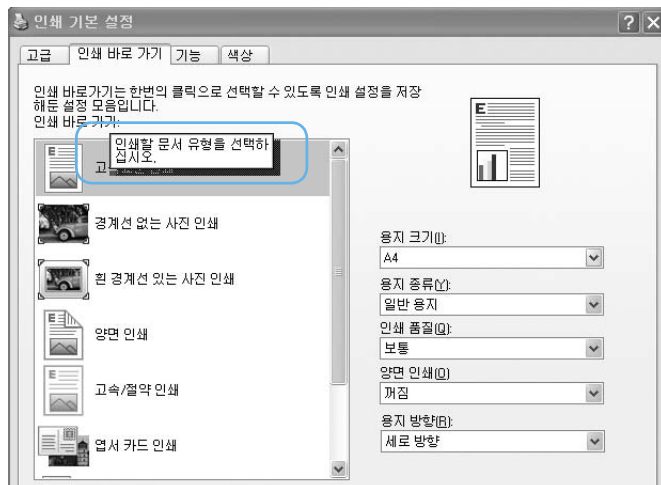 인쇄 기본 설정
고급 인쇄 바로 가기 기능 색상
인쇄 바로가기는 한번의 클릭으로 선택할 수 있도록 인쇄 설정을 저장
해둔 설정 모음입니다.
인쇄 바로 가기:
인쇄할 문서 유형을 선택하
십시오.
경계선 없는 사진 인쇄
흰 경계선 있는 사진 인쇄
양면 인쇄
고속/절약 인쇄
엽서 카드 인쇄
E
용지 크기(I):
A4
용지 종류(Y):
일반 용지
인쇄 품질(Q):
보통
양면 인쇄(O)
꺼짐
용지 방향(R):
세로 방향